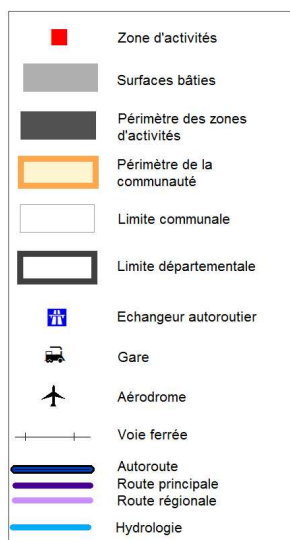 Zone d'activités
Surfaces bâties
Périmètre des zones
d'activités
Périmètre de la
communauté
Limite communale
Limite départementale
Echangeur autoroutier
Gare
Aérodrome
Voie ferrée
Autoroute
Route principale
Route régionale
Hydrologie